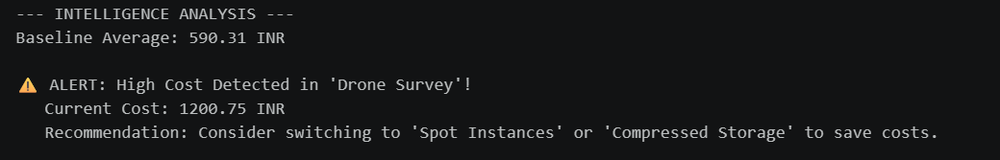 --- INTELLIGENCE ANALYSIS ---
Baseline Average: 590.31 INR
⚠️ ALERT: High Cost Detected in 'Drone Survey'!
Current Cost: 1200.75 INR
Recommendation: Consider switching to 'Spot Instances' or 'Compressed Storage' to save costs.